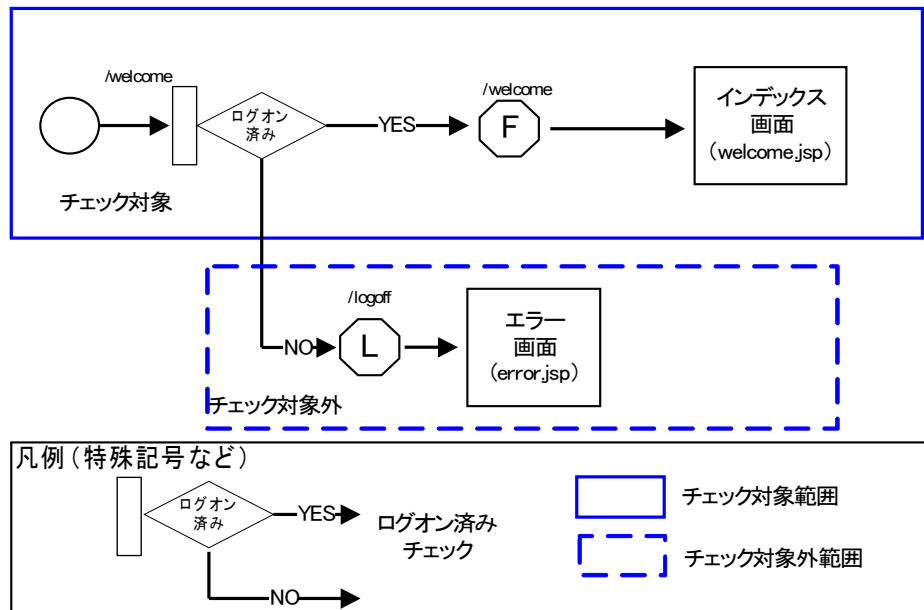 /welcome
ログオン
済み
YES
/welcome
F
インデックス
画面
（welcome.jsp）
チェック対象
/logoff
NO
L
エラー
画面
（error.jsp）
チェック対象外
凡例（特殊記号など）
ログオン
済み
YES
NO
ログオン済み
チェック
チェック対象範囲
チェック対象外範囲